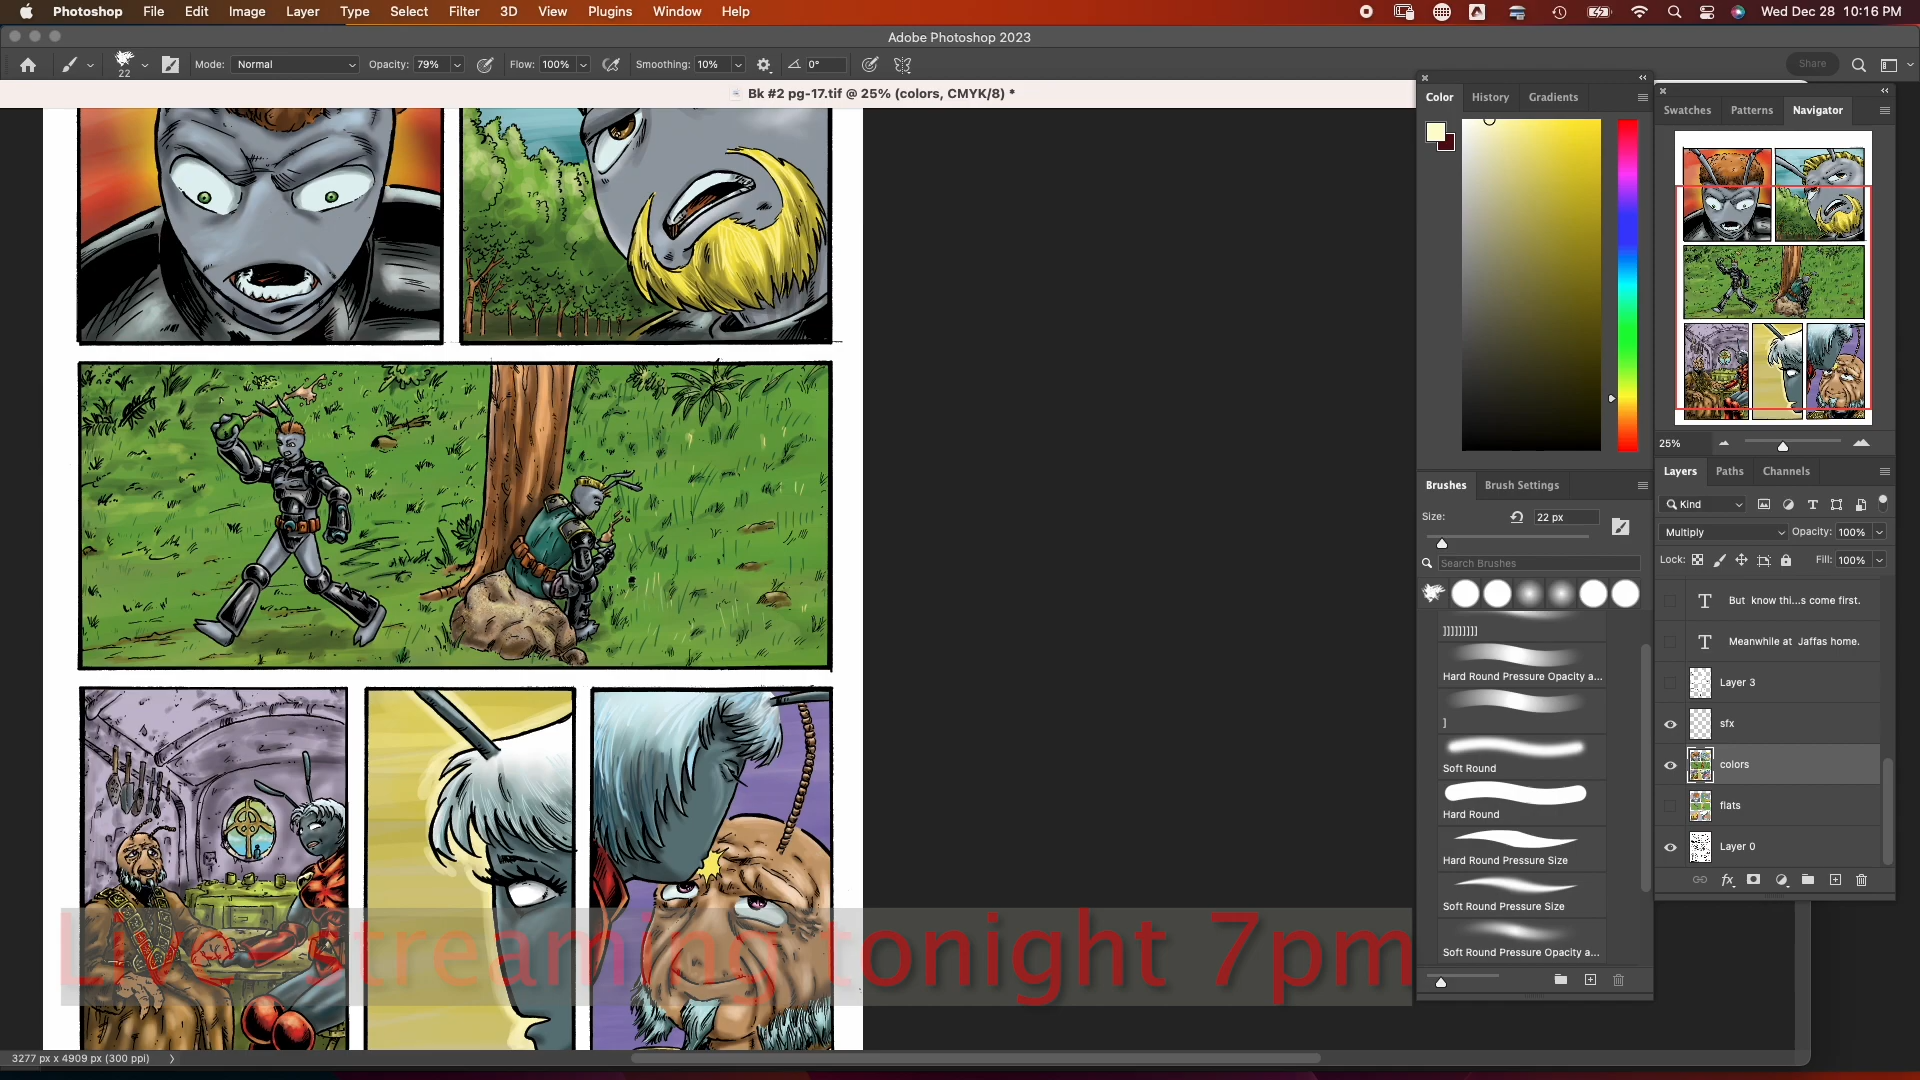 Photoshop File Edit Image Layer Type Select Filter 3D View Plugins Window Help Wed Dec 28 10:16 PM
Adobe Photoshop 2023
22 Mode: Normal Opacity: 79% Flow: 100% Smoothing: 10% 0° Share
Bk #2 pg-17.tif @ 25% (colors, CMYK/8) *
Color History Gradients
Swatches Patterns Navigator
25%
Brushes Brush Settings
Size: 22 px
Search Brushes
]]]]]]]]]
Hard Round Pressure Opacity a...
]
Soft Round
Hard Round
Hard Round Pressure Size
Soft Round Pressure Size
Soft Round Pressure Opacity a...
Layers Paths Channels
Kind
Multiply Opacity: 100%
Lock: Fill: 100%
But know thi...s come first.
Meanwhile at Jaffas home.
Layer 3
sfx
colors
flats
Layer 0
Live-streaming tonight 7pm
3277 px x 4909 px (300 ppi)